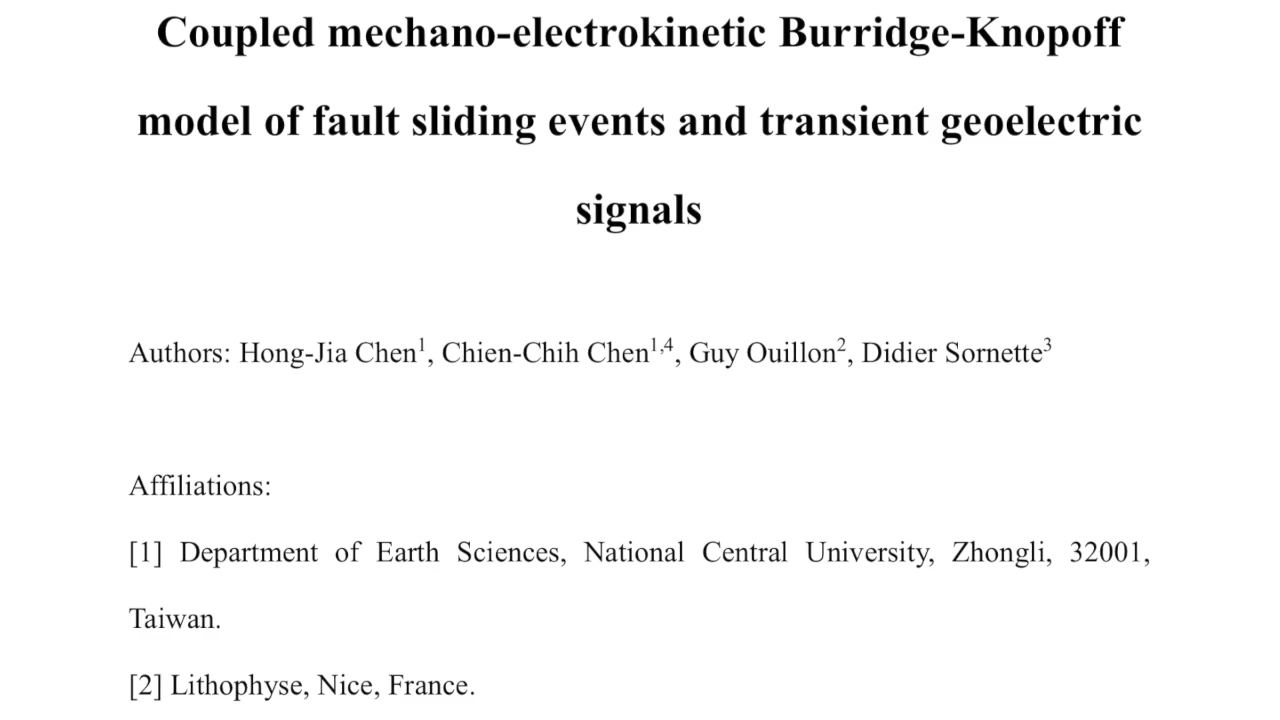 Coupled mechano-electrokinetic Burridge-Knopoff
model of fault sliding events and transient geoelectric
signals
Authors: Hong-Jia Chen¹, Chien-Chih Chen¹,⁴, Guy Ouillon², Didier Sornette³
Affiliations:
[1] Department of Earth Sciences, National Central University, Zhongli, 32001,
Taiwan.
[2] Lithophyse, Nice, France.